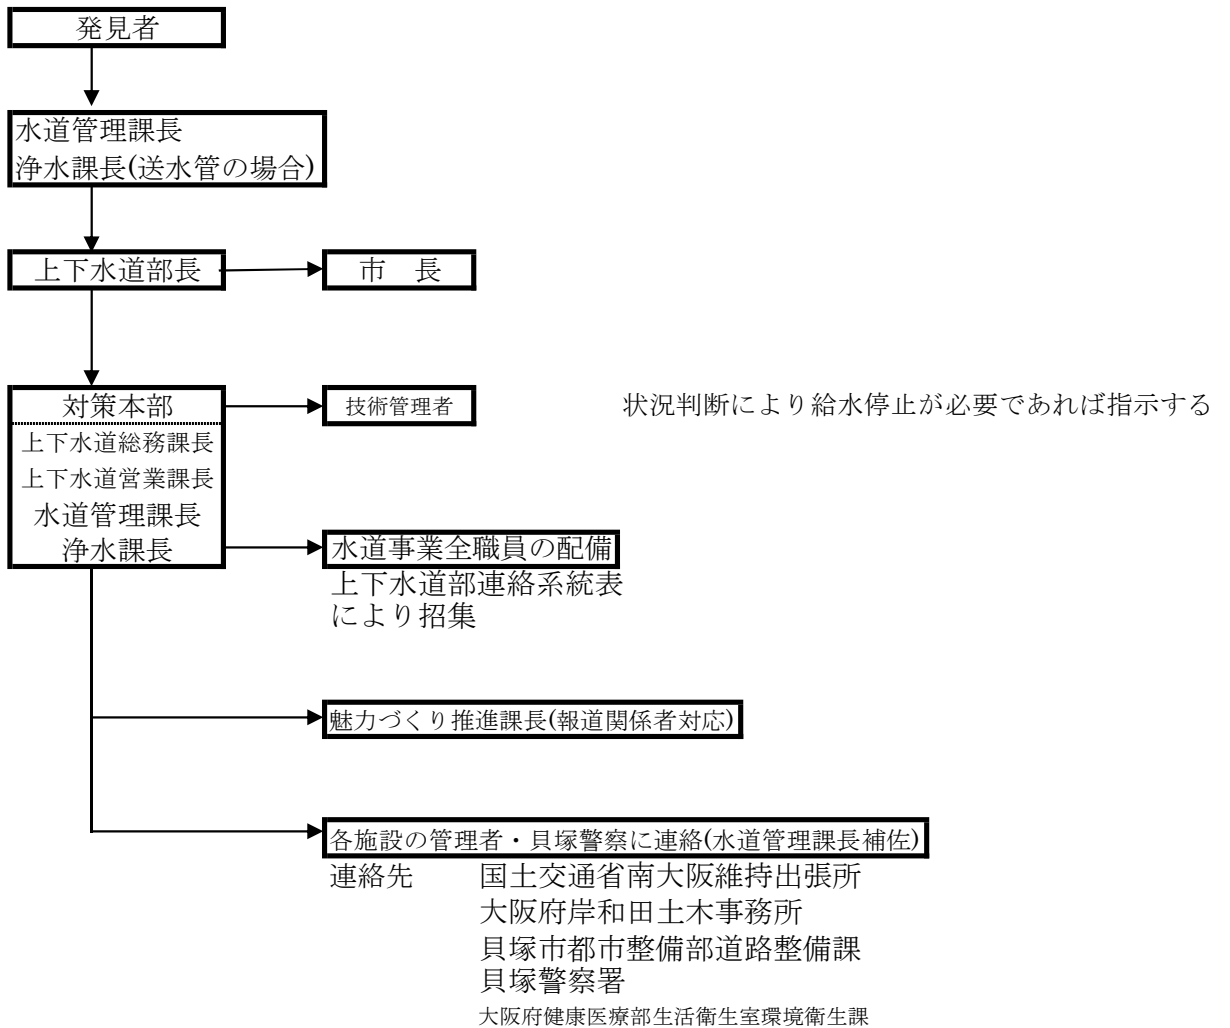 発見者
水道管理課長
浄水課長(送水管の場合)
上下水道部長
市　長
対策本部
技術管理者
状況判断により給水停止が必要であれば指示する
上下水道総務課長
上下水道営業課長
水道管理課長
浄水課長
水道事業全職員の配備
上下水道部連絡系統表
により招集
魅力づくり推進課長(報道関係者対応)
各施設の管理者・貝塚警察に連絡(水道管理課長補佐)
連絡先　国土交通省南大阪維持出張所
大阪府岸和田土木事務所
貝塚市都市整備部道路整備課
貝塚警察署
大阪府健康医療部生活衛生室環境衛生課